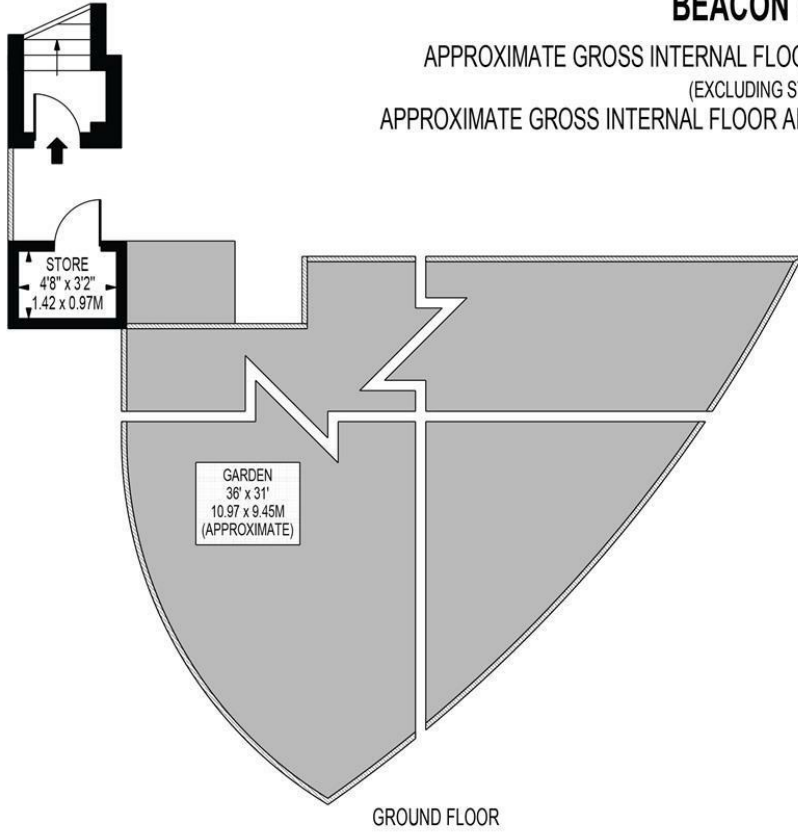 BEACON
APPROXIMATE GROSS INTERNAL
(EXCLUDING
APPROXIMATE GROSS INTERNAL FLOOR
STORE
4'8" x 3'2"
1.42 x 0.97M
GARDEN
36' x 31'
10.97 x 9.45M
(APPROXIMATE)
GROUND FLOOR